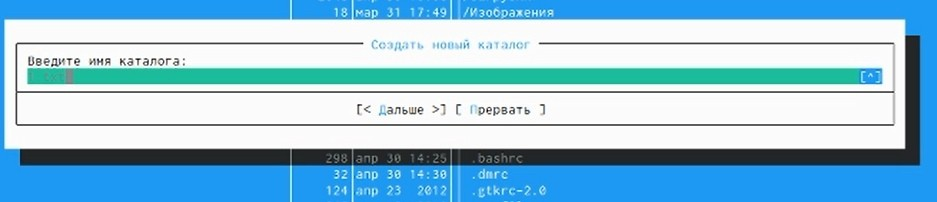 18 мар 31 17:49 /Изображения
Создать новый каталог
Введите имя каталога:
[^]
[< Дальше >] [ Прервать ]
298 апр 30 14:25 .bashrc
32 апр 30 14:30 .dmrc
124 апр 23 2012 .gtkrc-2.0